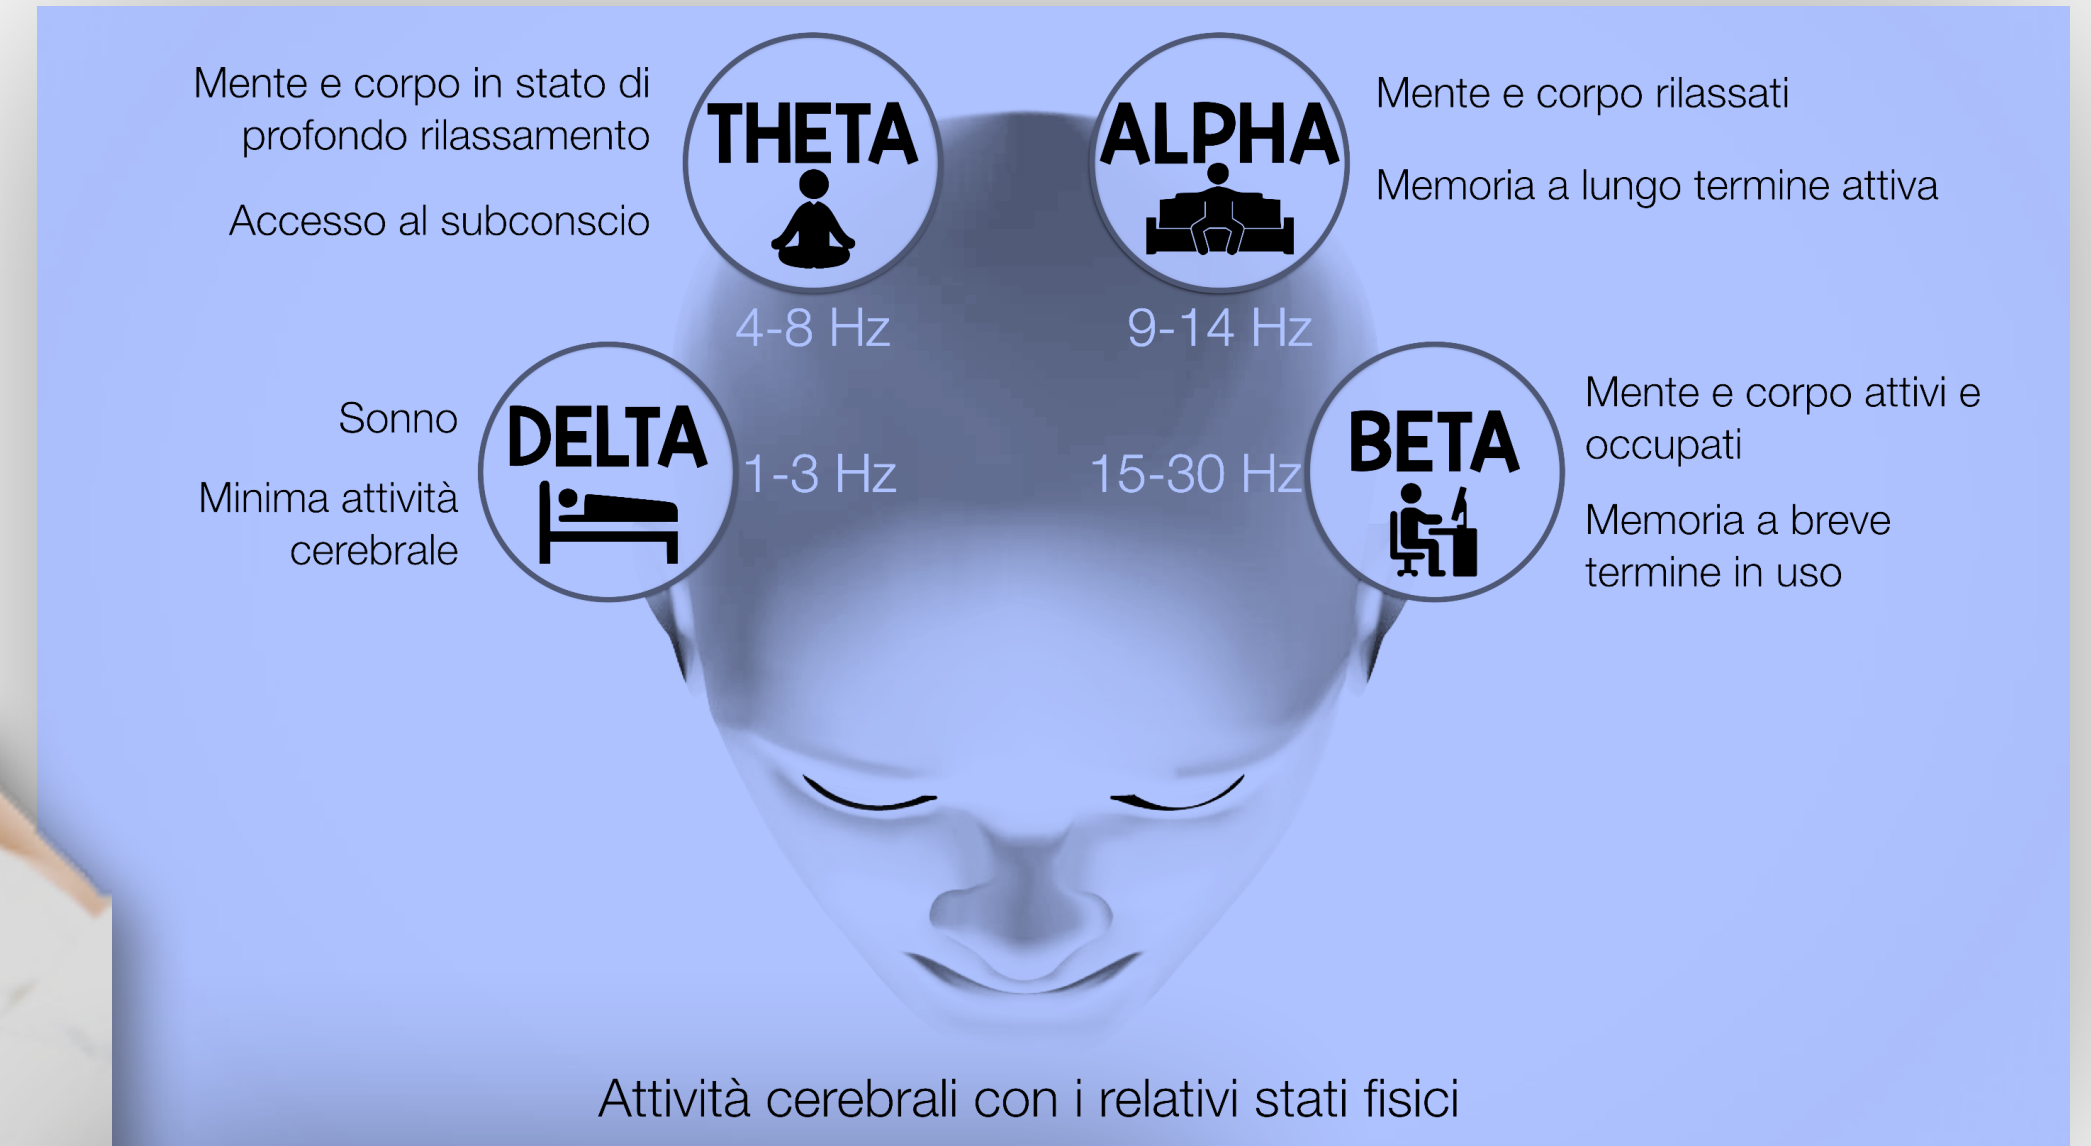 Mente e corpo in stato di
profondo rilassamento
Accesso al subconscio
THETA
4-8 Hz
ALPHA
9-14 Hz
Mente e corpo rilassati
Memoria a lungo termine attiva
Sonno
Minima attività
cerebrale
DELTA
1-3 Hz
15-30 Hz
BETA
Mente e corpo attivi e
occupati
Memoria a breve
termine in uso
Attività cerebrali con i relativi stati fisici